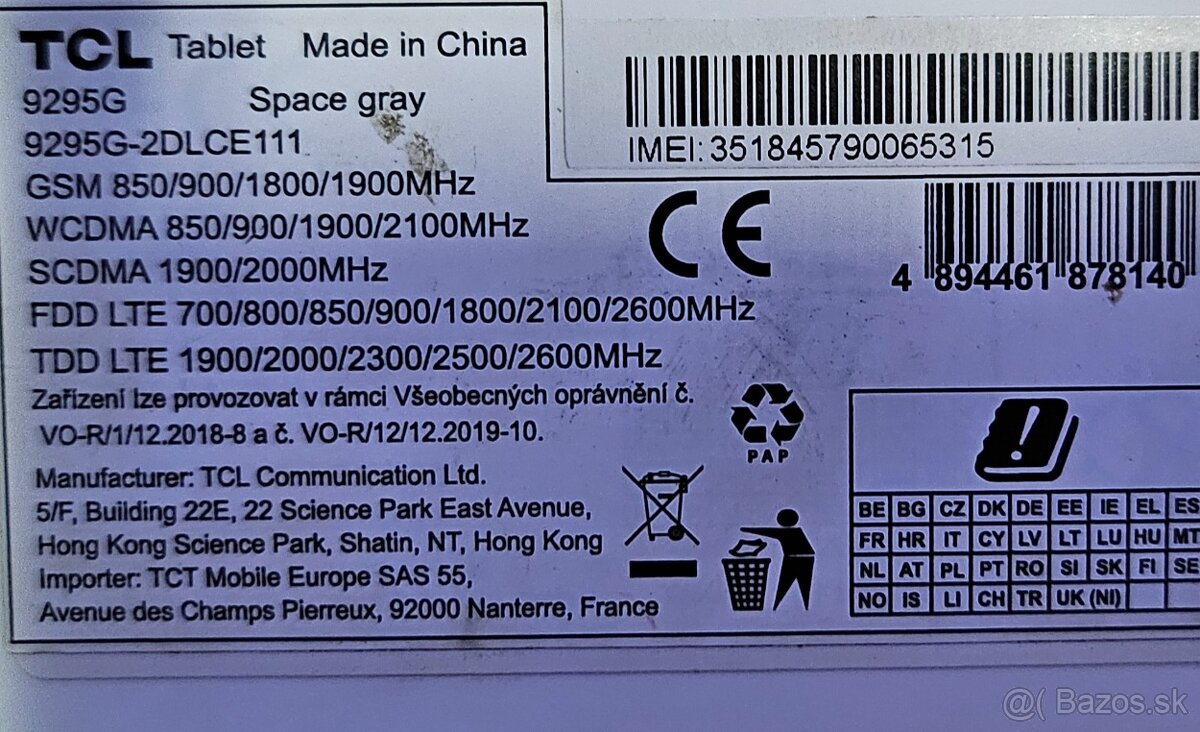 TCL Tablet Made in China
9295G Space gray
9295G-2DLCE111
GSM 850/900/1800/1900MHz
WCDMA 850/900/1900/2100MHz
SCDMA 1900/2000MHz
FDD LTE 700/800/850/900/1800/2100/2600MHz
TDD LTE 1900/2000/2300/2500/2600MHz
Zařízení lze provozovat v rámci Všeobecných oprávnění č.
VO-R/1/12.2018-8 a č. VO-R/12/12.2019-10.
Manufacturer: TCL Communication Ltd.
5/F, Building 22E, 22 Science Park East Avenue,
Hong Kong Science Park, Shatin, NT, Hong Kong
Importer: TCT Mobile Europe SAS 55,
Avenue des Champs Pierreux, 92000 Nanterre, France
IMEI: 351845790065315
CE
4 894461 878140
PAP
BE BG CZ DK DE EE IE EL ES
FR HR IT CY LV LT LU HU MT
NL AT PL PT RO SI SK FI SE
NO IS LI CH TR UK (NI)
@( Bazos.sk